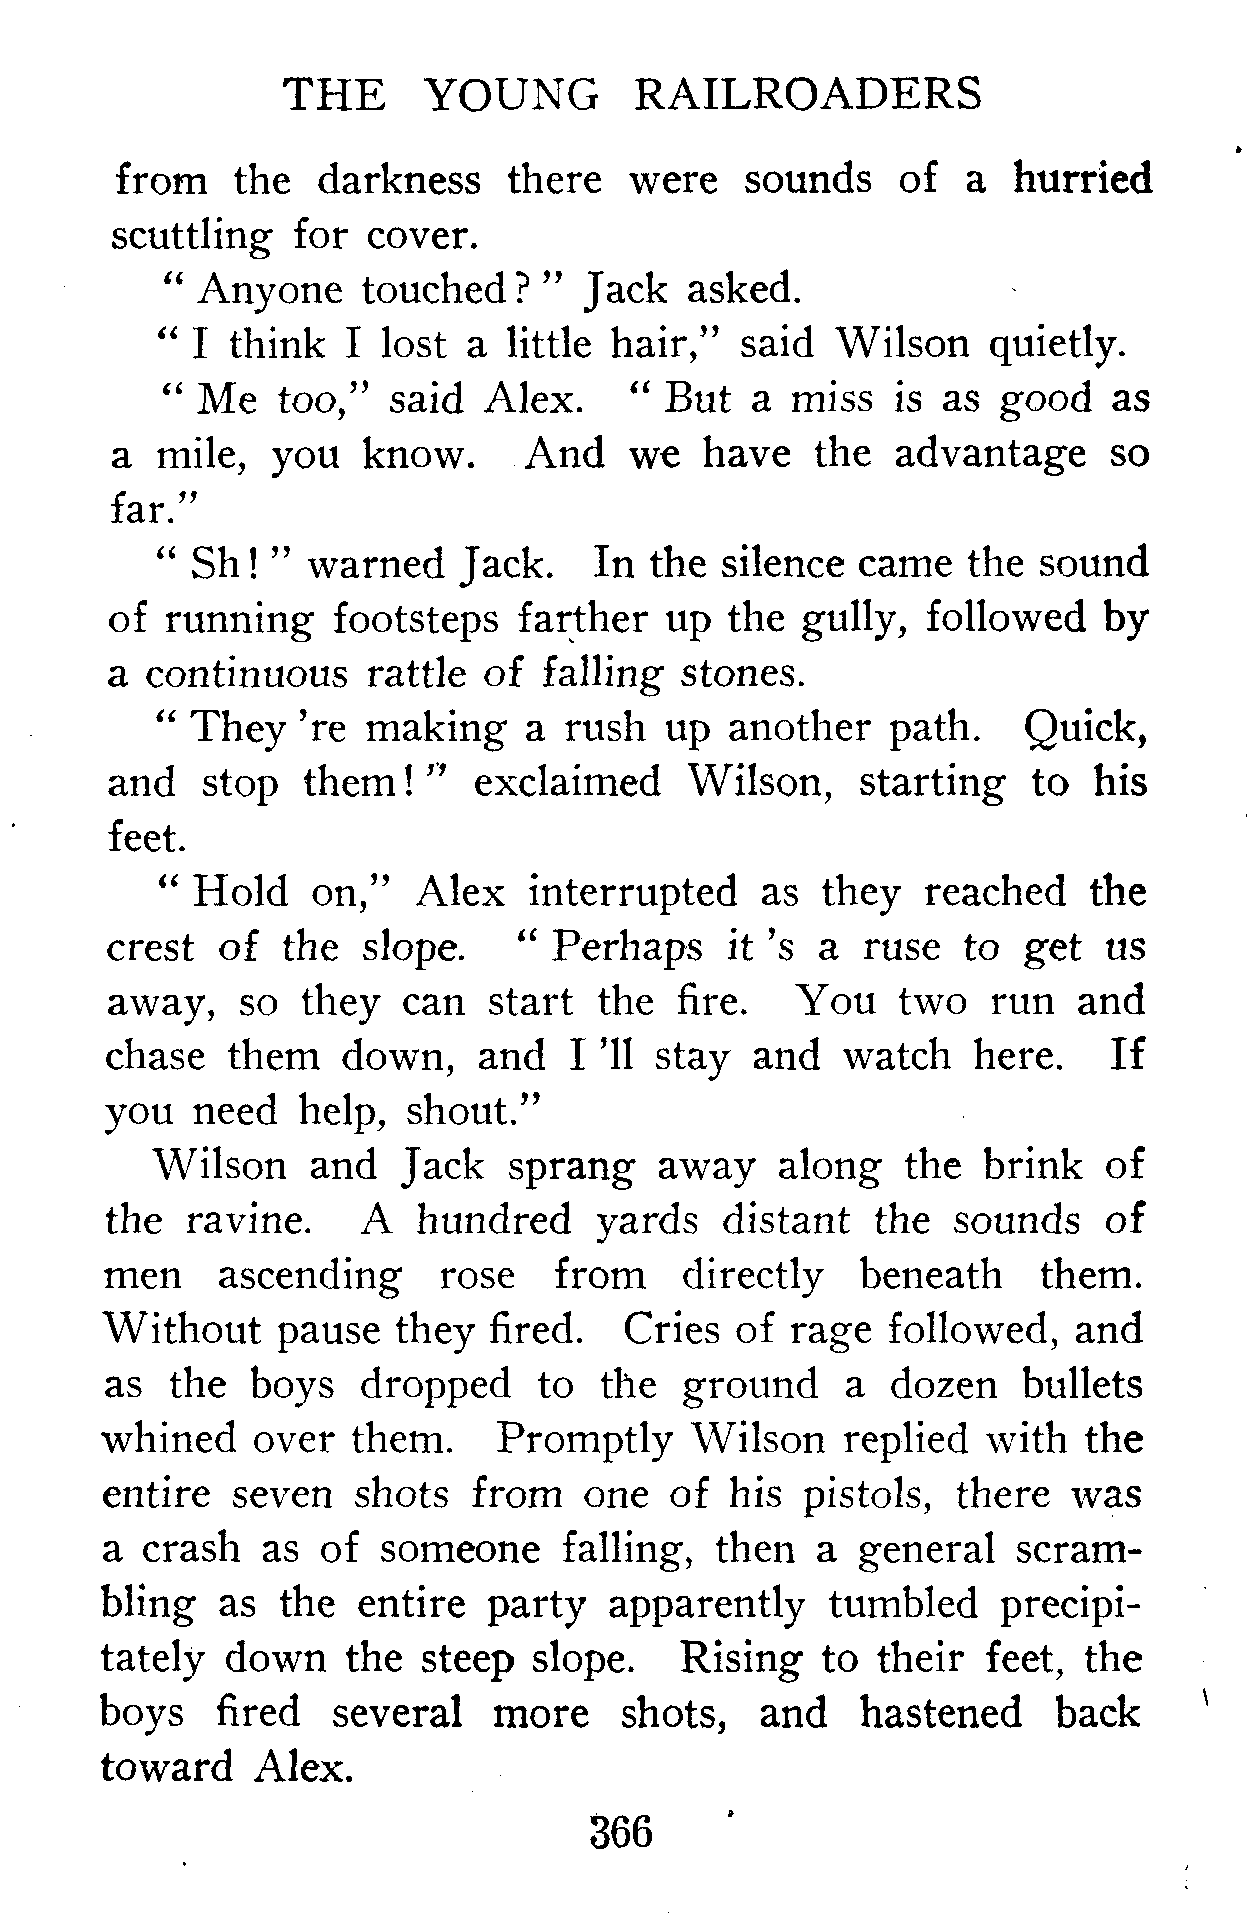 THE YOUNG RAILROADERS
from the darkness there were sounds of a hurried
scuttling for cover.
" Anyone touched? " Jack asked.
" I think I lost a little hair," said Wilson quietly.
" Me too," said Alex. " But a miss is as good as
a mile, you know. And we have the advantage so
far."
" Sh! " warned Jack. In the silence came the sound
of running footsteps farther up the gully, followed by
a continuous rattle of falling stones.
" They 're making a rush up another path. Quick,
and stop them! " exclaimed Wilson, starting to his
feet.
" Hold on," Alex interrupted as they reached the
crest of the slope. " Perhaps it 's a ruse to get us
away, so they can start the fire. You two run and
chase them down, and I 'll stay and watch here. If
you need help, shout."
Wilson and Jack sprang away along the brink of
the ravine. A hundred yards distant the sounds of
men ascending rose from directly beneath them.
Without pause they fired. Cries of rage followed, and
as the boys dropped to the ground a dozen bullets
whined over them. Promptly Wilson replied with the
entire seven shots from one of his pistols, there was
a crash as of someone falling, then a general scram-
bling as the entire party apparently tumbled precipi-
tately down the steep slope. Rising to their feet, the
boys fired several more shots, and hastened back
toward Alex.
366